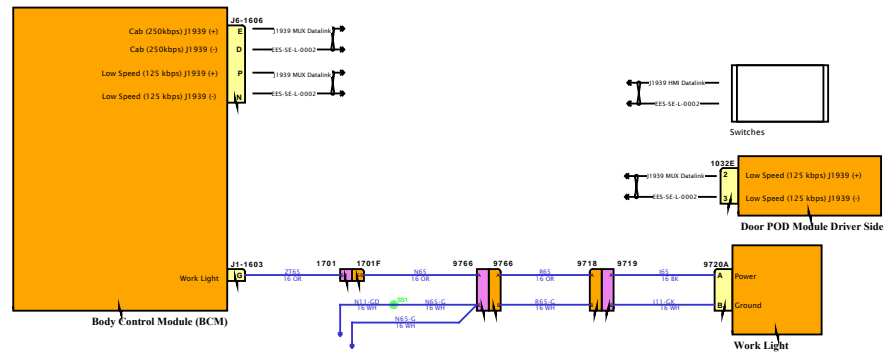 J6-1606
Cab (250kbps) J1939 (+)
E
J1939 MUX Datalink
Cab (250kbps) J1939 (-)
D
EES-SE-L-0002
Low Speed (125 kbps) J1939 (+)
P
J1939 MUX Datalink
Low Speed (125 kbps) J1939 (-)
N
EES-SE-L-0002
J1939 HMI Datalink
EES-SE-L-0002
Switches
1032E
J1939 MUX Datalink
2
Low Speed (125 kbps) J1939 (+)
EES-SE-L-0002
3
Low Speed (125 kbps) J1939 (-)
Door POD Module Driver Side
J1-1603
1701
1701F
9766
9766
9718
9719
9720A
Work Light
G
ZT65
16 OR
N65
16 OR
A
A
R65
16 OR
A
A
I65
16 BK
A
Power
N11-GD
16 WH
N65-G
16 WH
R65-G
16 WH
I11-GK
16 WH
B
Ground
N65-G
16 WH
Body Control Module (BCM)
Work Light